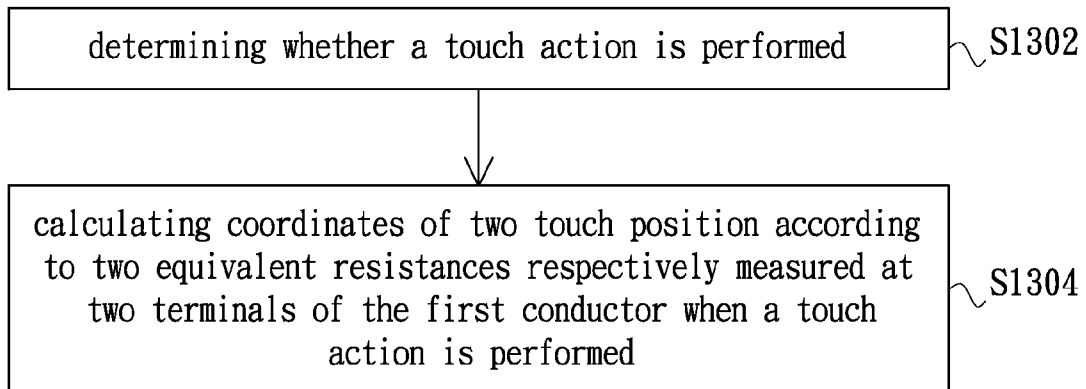 determining whether a touch action is performed
S1302
calculating coordinates of two touch position according
to two equivalent resistances respectively measured at
two terminals of the first conductor when a touch
action is performed
S1304